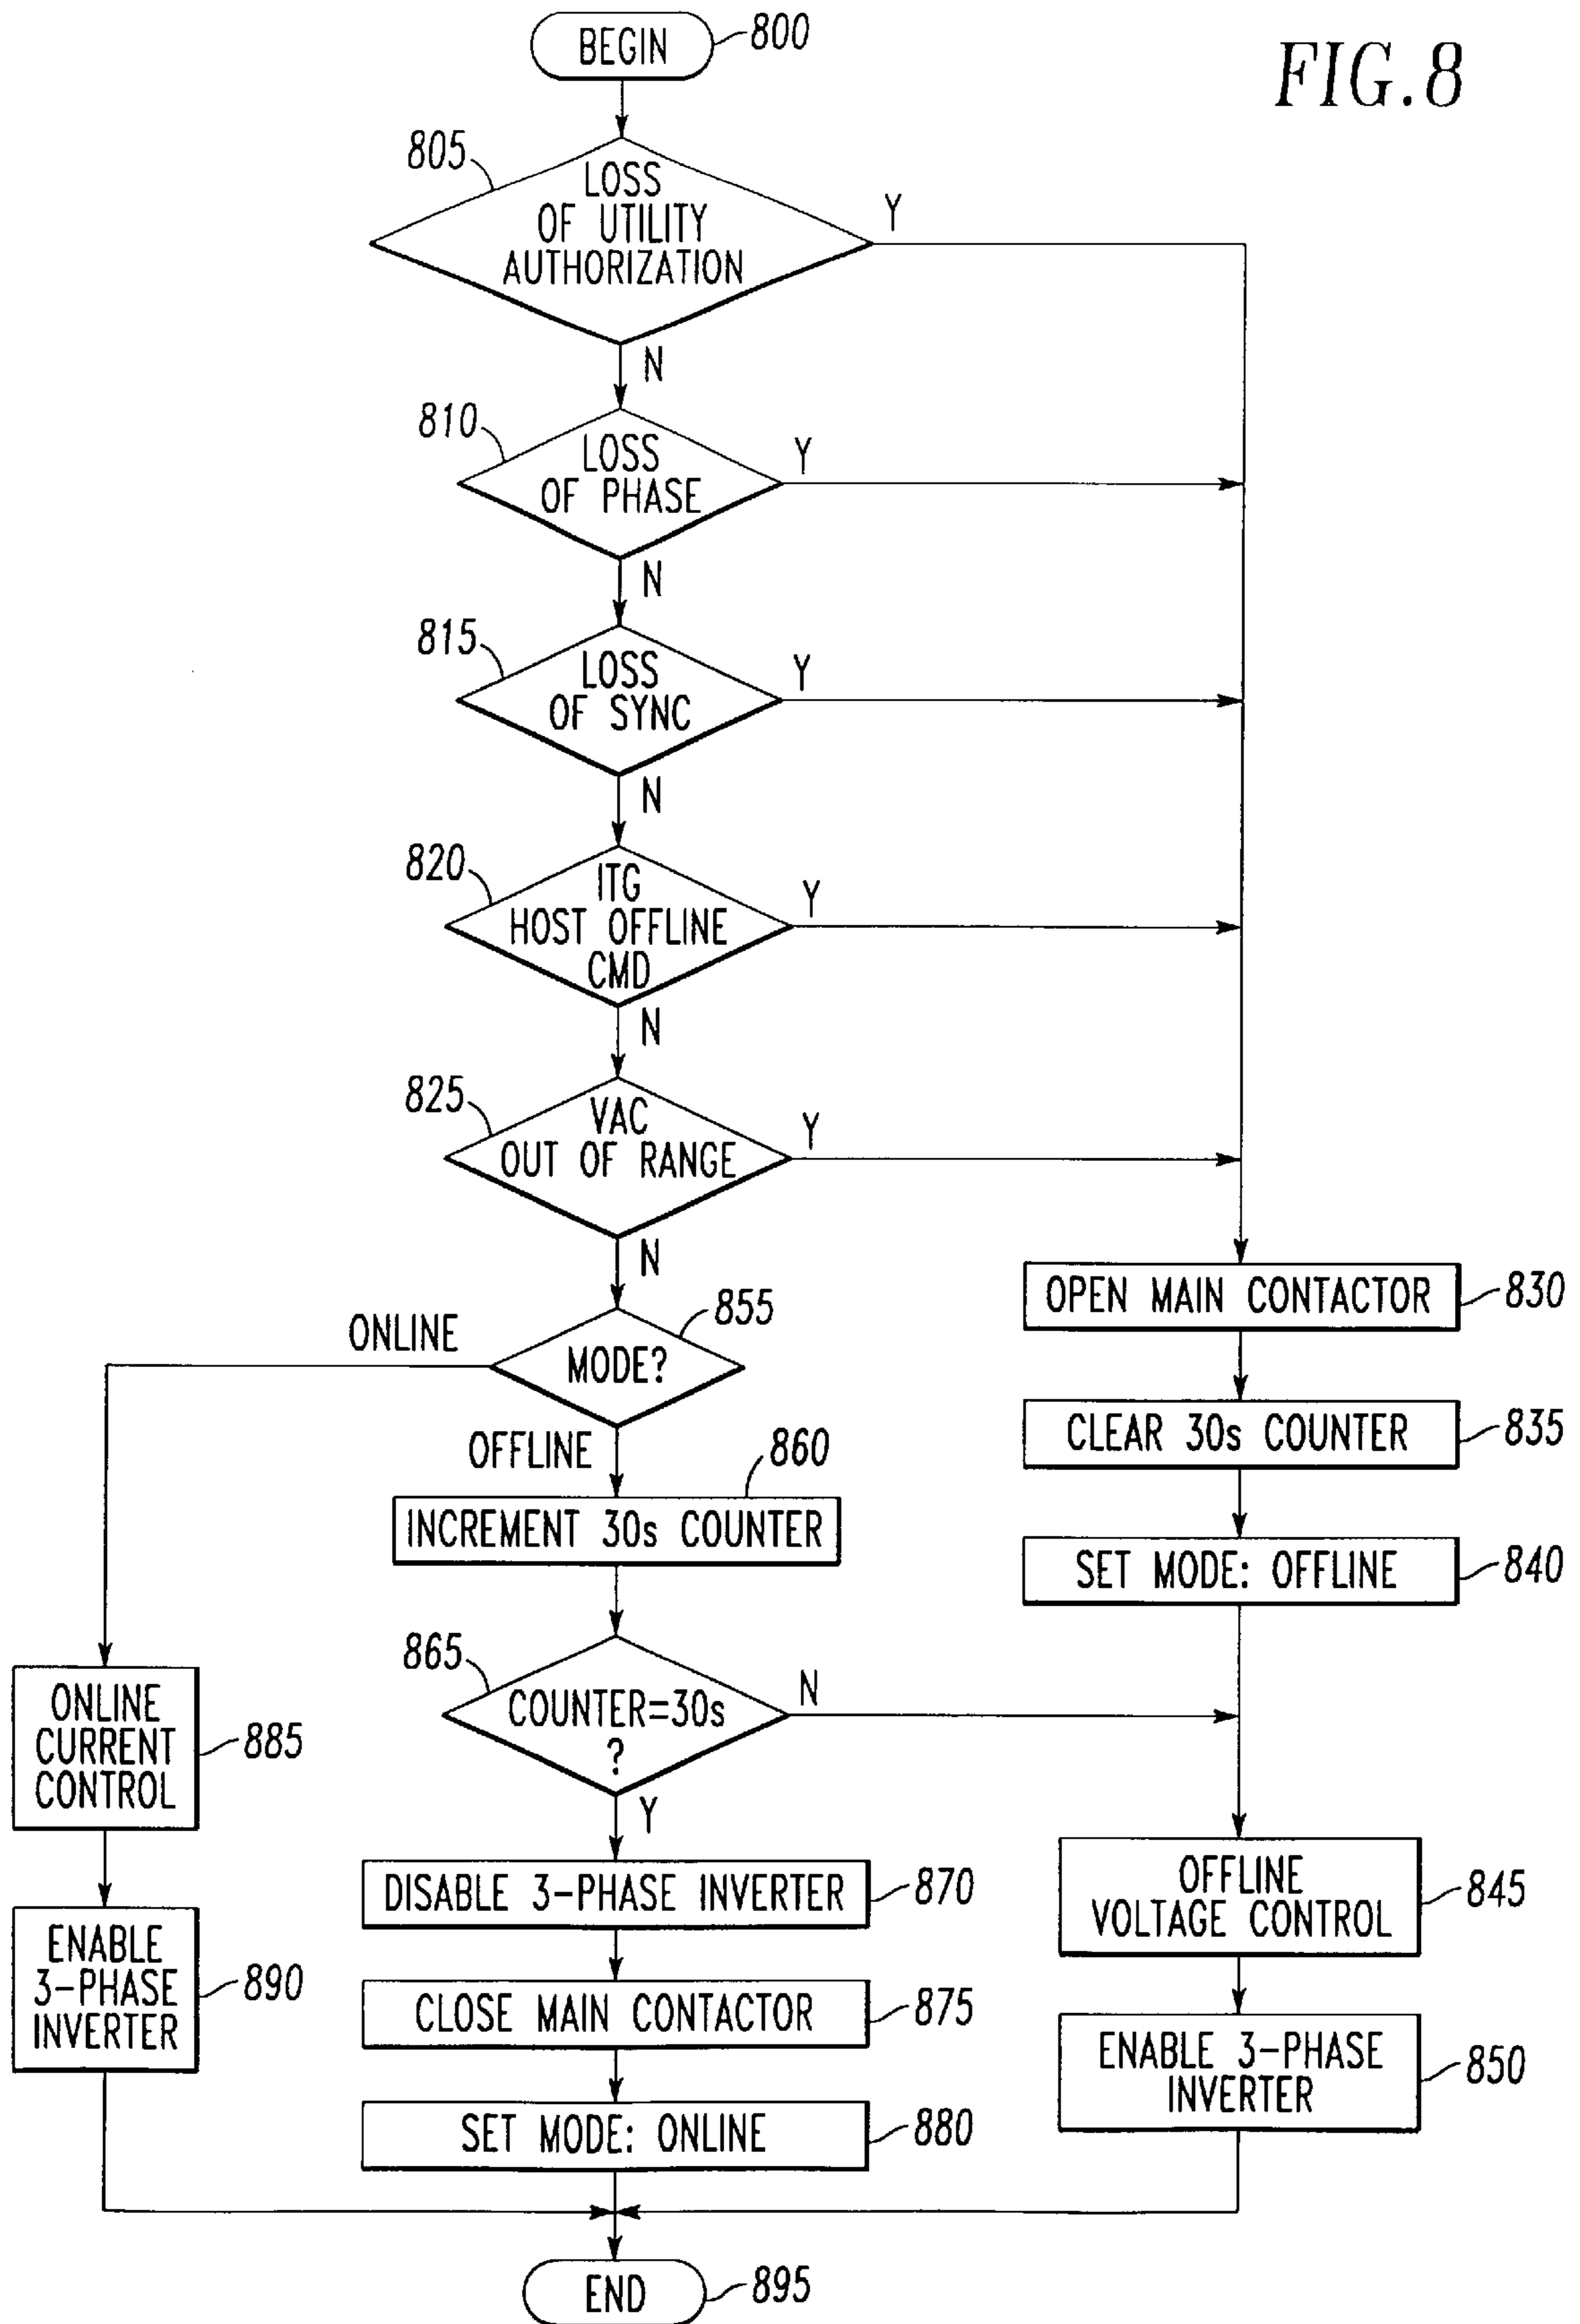 FIG.8
BEGIN
800
805
LOSS
OF UTILITY
AUTHORIZATION
Y
N
810
LOSS
OF PHASE
Y
N
815
LOSS
OF SYNC
Y
N
820
ITG
HOST OFFLINE
CMD
Y
N
825
VAC
OUT OF RANGE
Y
N
OPEN MAIN CONTACTOR
830
855
ONLINE
MODE?
CLEAR 30s COUNTER
835
OFFLINE
860
INCREMENT 30s COUNTER
SET MODE: OFFLINE
840
865
COUNTER=30s
?
N
Y
ONLINE
CURRENT
CONTROL
885
DISABLE 3-PHASE INVERTER
870
OFFLINE
VOLTAGE CONTROL
845
ENABLE
3-PHASE
INVERTER
890
CLOSE MAIN CONTACTOR
875
ENABLE 3-PHASE
INVERTER
850
SET MODE: ONLINE
880
END
895